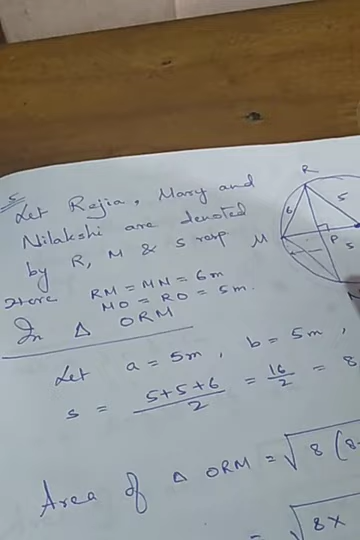 5
Let Rejia, Mary and
Nilakshi are denoted
by R, M & S resp
Here RM = MN = 6m
MO = RO = 5m.
In △ ORM
Let a = 5m, b = 5m,
s = 5+5+6/2 = 16/2 = 8
Area of △ ORM = √8(8-
= √8×
R
6
5
M
P
5
N